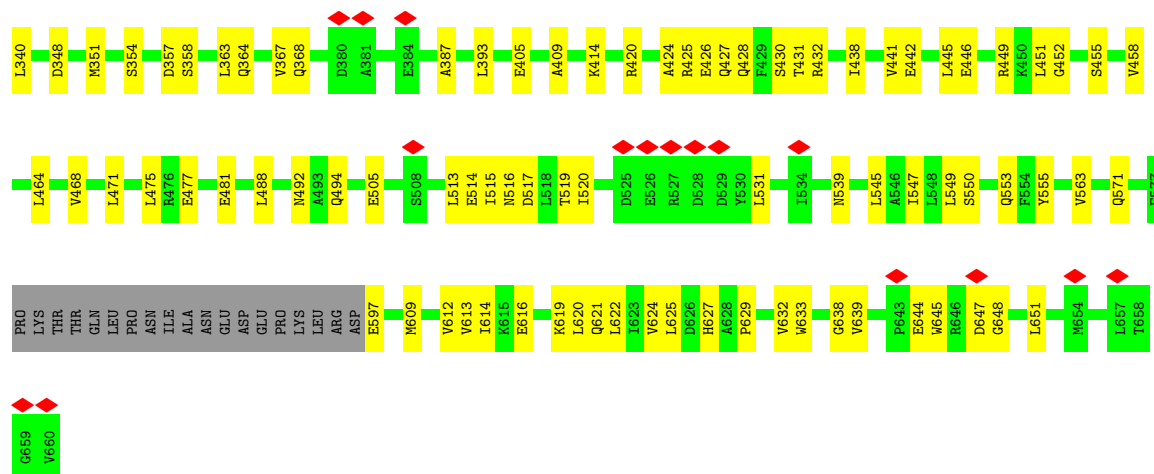 L340 D348 M351 S354 D357 S358 L363 Q364 V367 Q368 D380 A381 E384 A387 L393 E405 A409 K414 R420 A424 R425 E426 Q427 Q428 F429 S430 T431 R432 I438 V441 E442 L445 E446 R449 K450 L451 G452 S455 V458
L464 V468 L471 L475 R476 E477 E481 L488 N492 A493 Q494 E505 S508 L513 E514 I515 N516 D517 L518 T519 I520 D525 E526 R527 D528 D529 Y530 L531 I534 N539 L545 A546 I547 L548 L549 S550 Q553 F554 Y555 V563 Q571
PRO LYS THR THR GLN LEU PRO ASN ILE ALA ASN GLU ASP GLU PRO LYS LEU ARG ASP E597 M609 V612 V613 I614 K615 E616 K619 L620 Q621 L622 I623 V624 L625 D626 H627 A628 P629 V632 W633 G638 V639 P643 E644 W645 R646 D647 G648 L651 M654 L657 T658
G659 V660